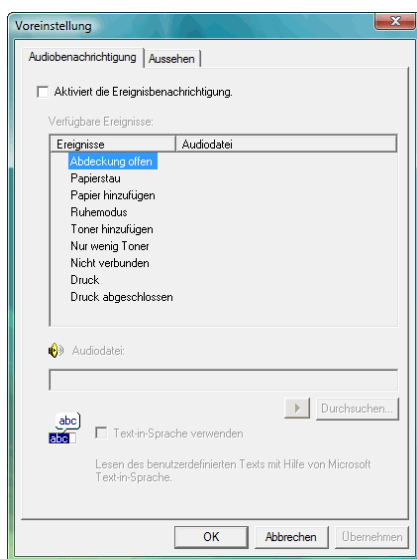 Voreinstellung
Audiobenachrichtigung Aussehen
Aktiviert die Ereignisbenachrichtigung.
Verfügbare Ereignisse:
Ereignisse Audiodatei
Abdeckung offen
Papierstau
Papier hinzufügen
Ruhemodus
Toner hinzufügen
Nur wenig Toner
Nicht verbunden
Druck
Druck abgeschlossen
Audiodatei:
Durchsuchen...
abc
abc
Text-in-Sprache verwenden
Lesen des benutzerdefinierten Texts mit Hilfe von Microsoft
Text-in-Sprache.
OK Abbrechen Übernehmen